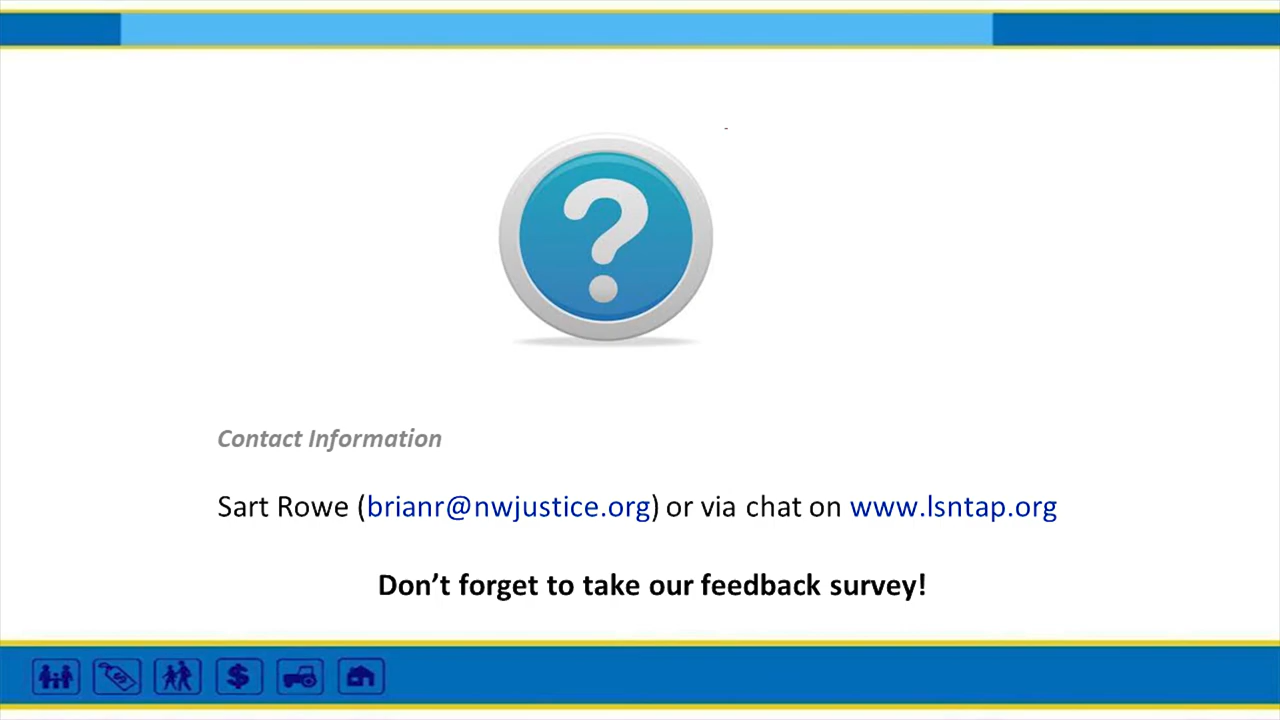 ?
Contact Information
Sart Rowe (brianr@nwjustice.org) or via chat on www.lsntap.org
Don’t forget to take our feedback survey!
$